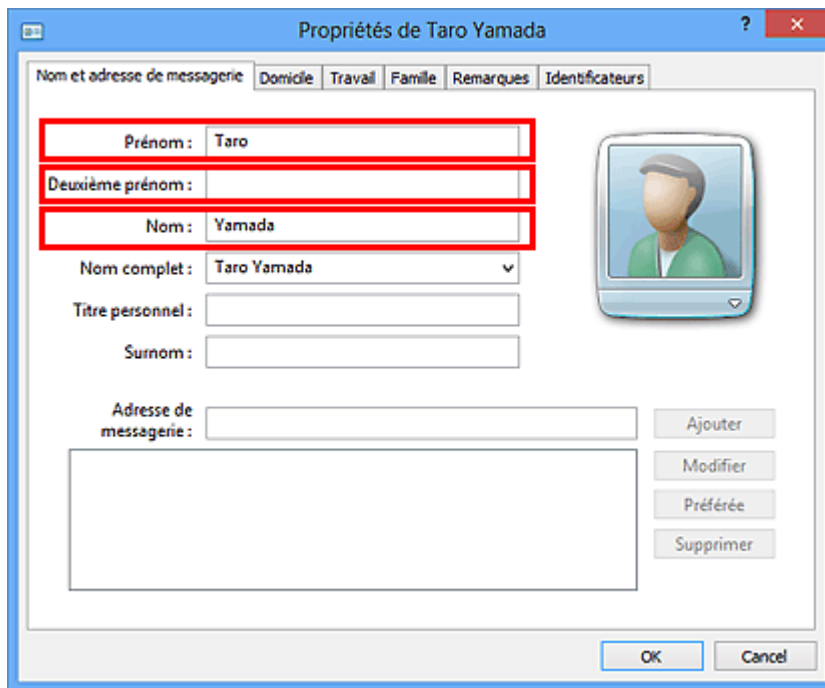 Propriétés de Taro Yamada ?
Nom et adresse de messagerie Domicile Travail Famille Remarques Identificateurs
Prénom : Taro
Deuxième prénom :
Nom : Yamada
Nom complet : Taro Yamada
Titre personnel :
Surnom :
Adresse de
messagerie :
Ajouter
Modifier
Préférée
Supprimer
OK Cancel